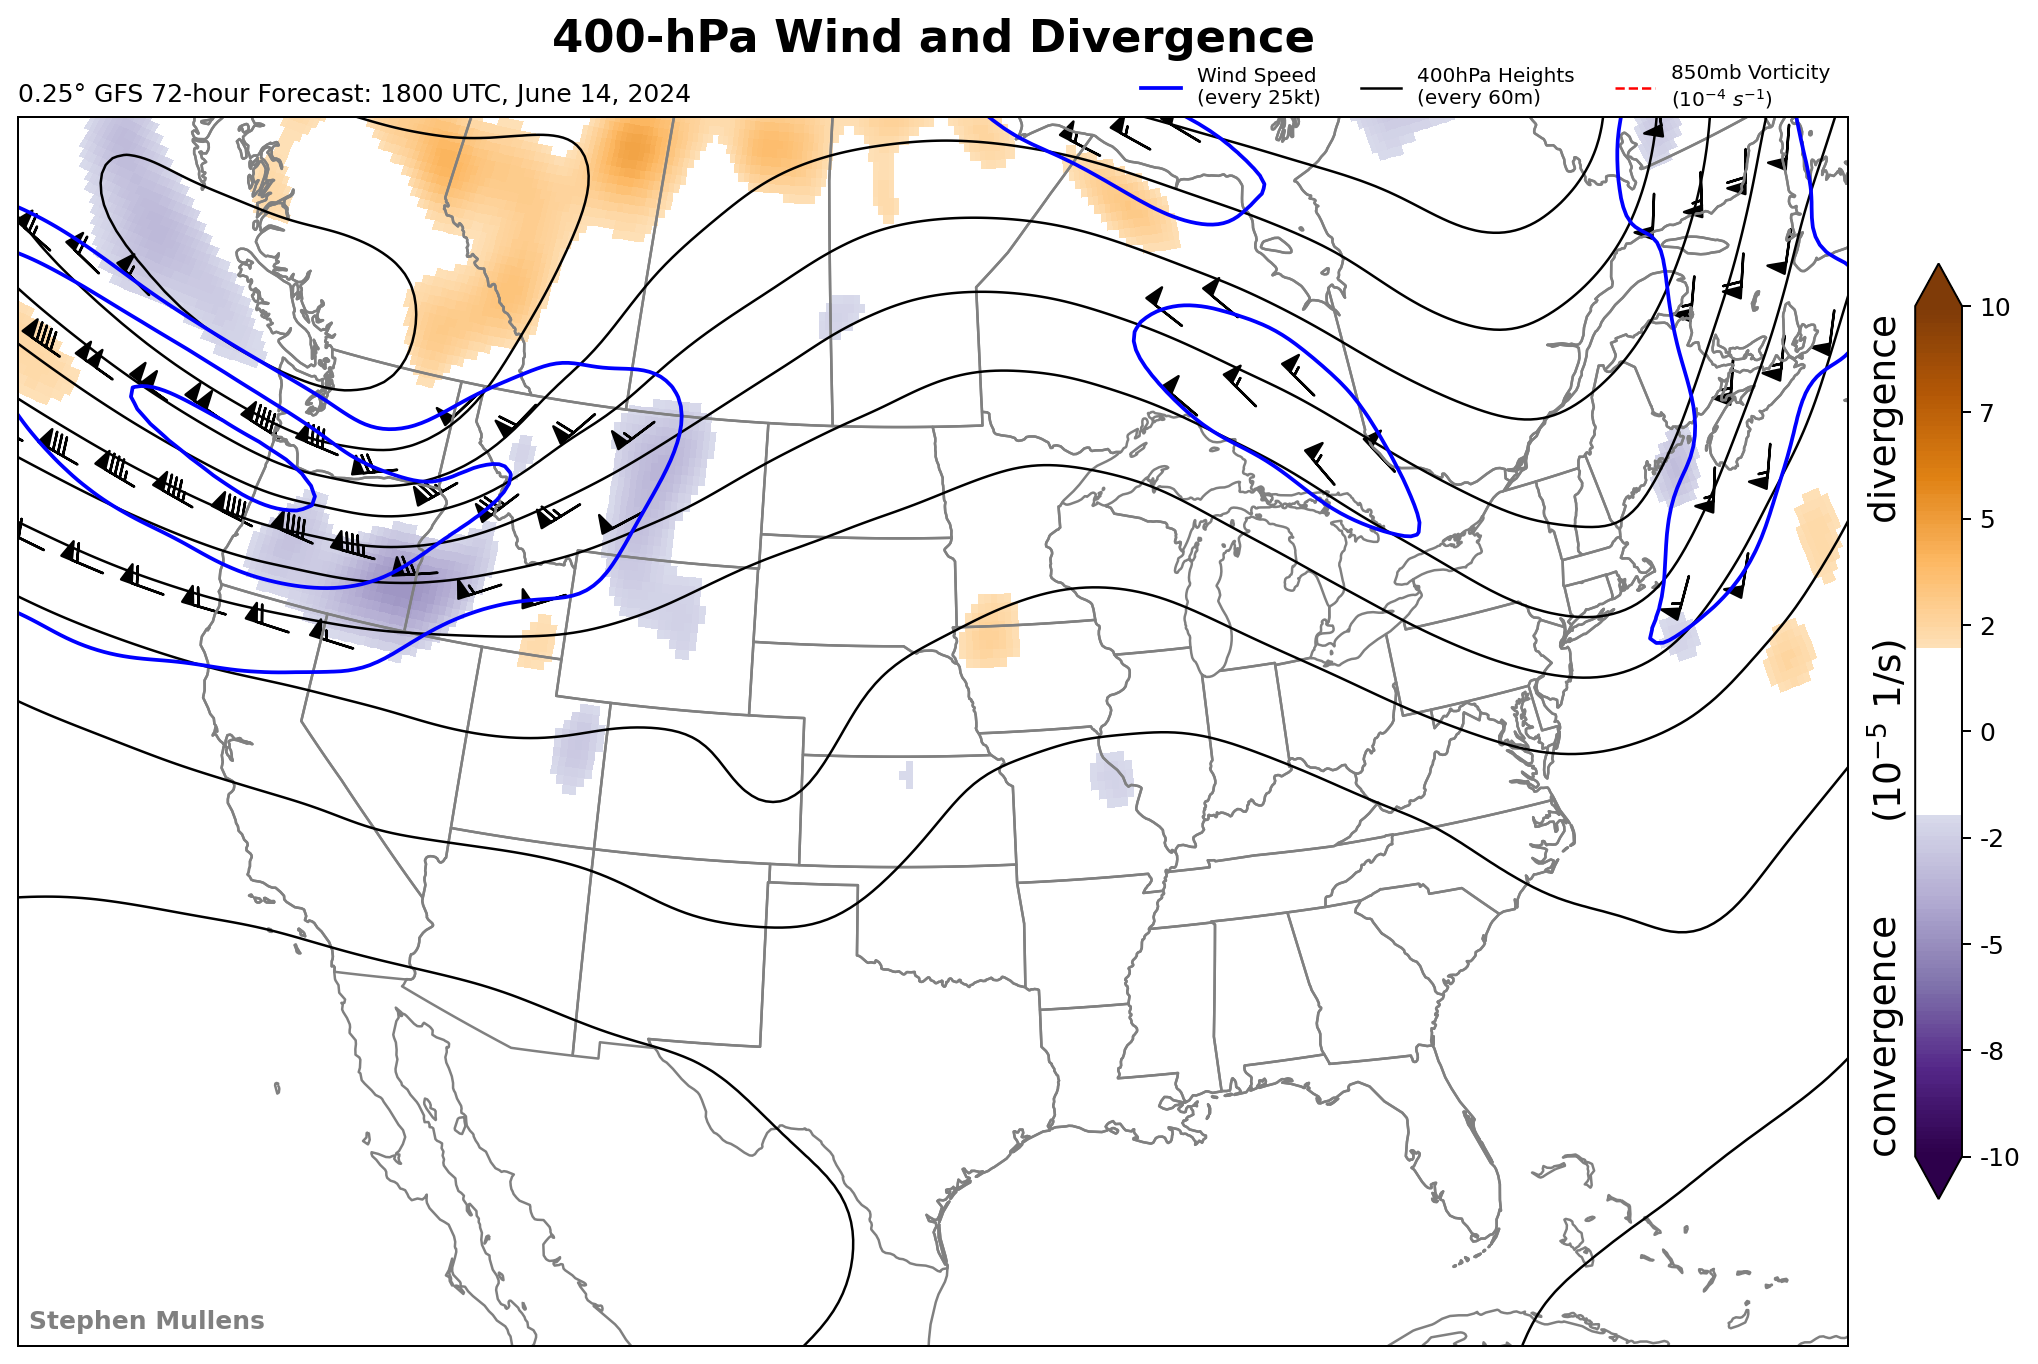 400-hPa Wind and Divergence
0.25° GFS 72-hour Forecast: 1800 UTC, June 14, 2024
Wind Speed
(every 25kt)
400hPa Heights
(every 60m)
850mb Vorticity
(10⁻⁴ s⁻¹)
10
7
5
2
0
-2
-5
-8
-10
convergence (10⁻⁵ 1/s) divergence
Stephen Mullens